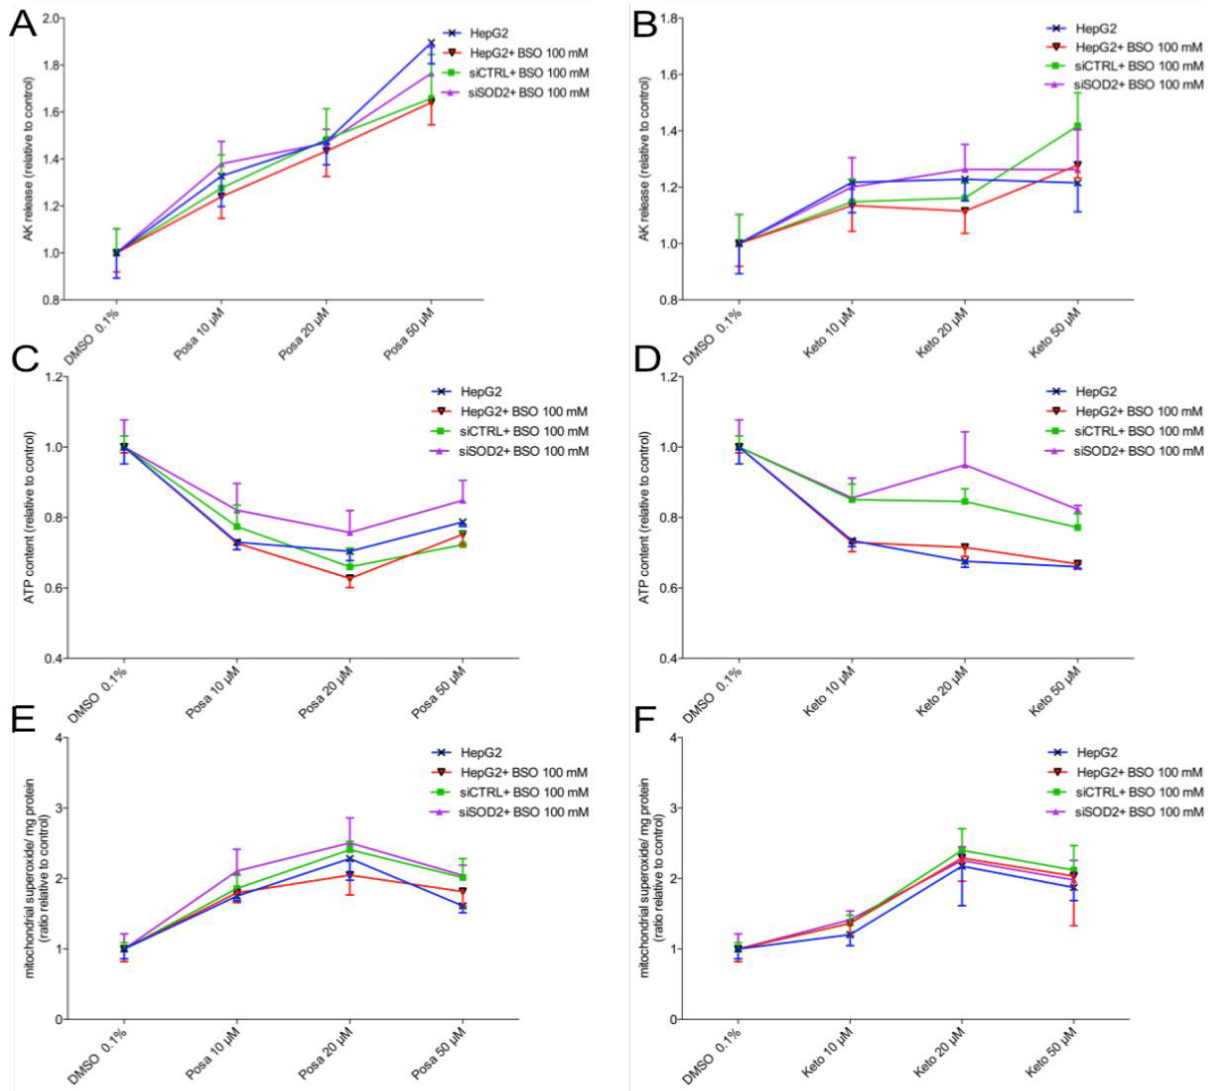 A
2.0
1.8
1.6
1.4
1.2
1.0
0.8
AK release (relative to control)
HepG2
HepG2+ BSO 100 mM
siCTRL+ BSO 100 mM
siSOD2+ BSO 100 mM
DMSO 0.1%
Posa 10 µM
Posa 20 µM
Posa 50 µM
B
1.8
1.6
1.4
1.2
1.0
0.8
AK release (relative to control)
HepG2
HepG2+ BSO 100 mM
siCTRL+ BSO 100 mM
siSOD2+ BSO 100 mM
DMSO 0.1%
Keto 10 µM
Keto 20 µM
Keto 50 µM
C
1.2
1.0
0.8
0.6
0.4
ATP content (relative to control)
HepG2
HepG2+ BSO 100 mM
siCTRL+ BSO 100 mM
siSOD2+ BSO 100 mM
DMSO 0.1%
Posa 10 µM
Posa 20 µM
Posa 50 µM
D
1.2
1.0
0.8
0.6
0.4
ATP content (relative to control)
HepG2
HepG2+ BSO 100 mM
siCTRL+ BSO 100 mM
siSOD2+ BSO 100 mM
DMSO 0.1%
Keto 10 µM
Keto 20 µM
Keto 50 µM
E
4
3
2
1
0
mitochondrial superoxide/ mg protein
(ratio relative to control)
HepG2
HepG2+ BSO 100 mM
siCTRL+ BSO 100 mM
siSOD2+ BSO 100 mM
DMSO 0.1%
Posa 10 µM
Posa 20 µM
Posa 50 µM
F
4
3
2
1
0
mitochondrial superoxide/ mg protein
(ratio relative to control)
HepG2
HepG2+ BSO 100 mM
siCTRL+ BSO 100 mM
siSOD2+ BSO 100 mM
DMSO 0.1%
Keto 10 µM
Keto 20 µM
Keto 50 µM